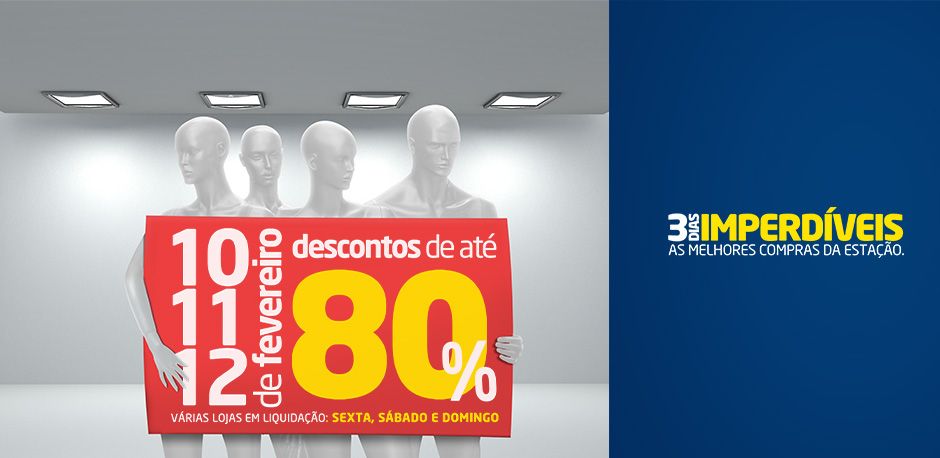 10
11
12
de fevereiro
descontos de até
80%
VÁRIAS LOJAS EM LIQUIDAÇÃO: SEXTA, SÁBADO E DOMINGO
3 DIAS IMPERDÍVEIS
AS MELHORES COMPRAS DA ESTAÇÃO.